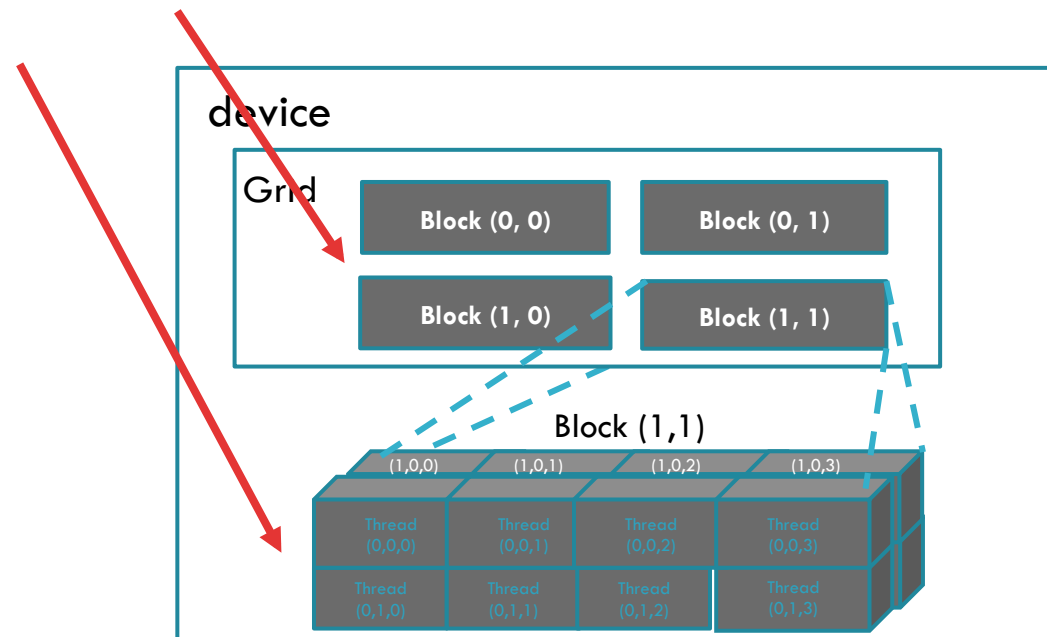 device
Grid
Block (0, 0)
Block (0, 1)
Block (1, 0)
Block (1, 1)
Block (1,1)
(1,0,0)
(1,0,1)
(1,0,2)
(1,0,3)
Thread
(0,0,0)
Thread
(0,0,1)
Thread
(0,0,2)
Thread
(0,0,3)
Thread
(0,1,0)
Thread
(0,1,1)
Thread
(0,1,2)
Thread
(0,1,3)